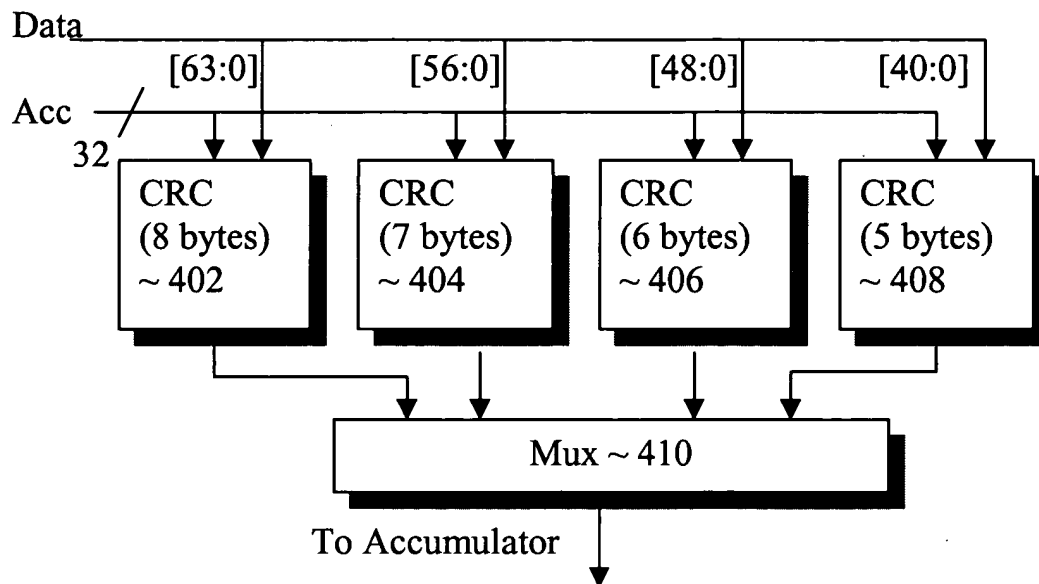 Data
[63:0] [56:0] [48:0] [40:0]
Acc
32
CRC
(8 bytes)
~ 402
CRC
(7 bytes)
~ 404
CRC
(6 bytes)
~ 406
CRC
(5 bytes)
~ 408
Mux ~ 410
To Accumulator